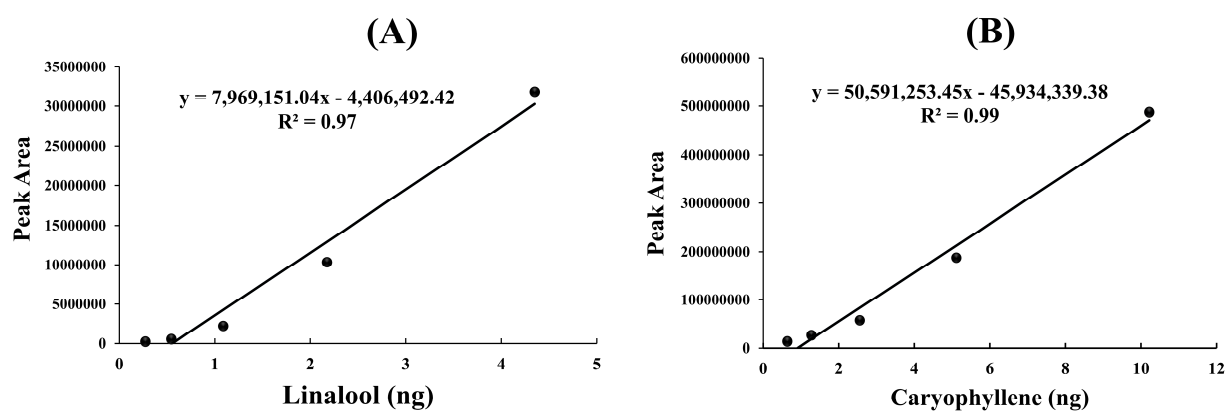 (A)
y = 7,969,151.04x - 4,406,492.42
R² = 0.97
Peak Area
35000000
30000000
25000000
20000000
15000000
10000000
5000000
0
0 1 2 3 4 5
Linalool (ng)
(B)
y = 50,591,253.45x - 45,934,339.38
R² = 0.99
Peak Area
600000000
500000000
400000000
300000000
200000000
100000000
0
0 2 4 6 8 10 12
Caryophyllene (ng)